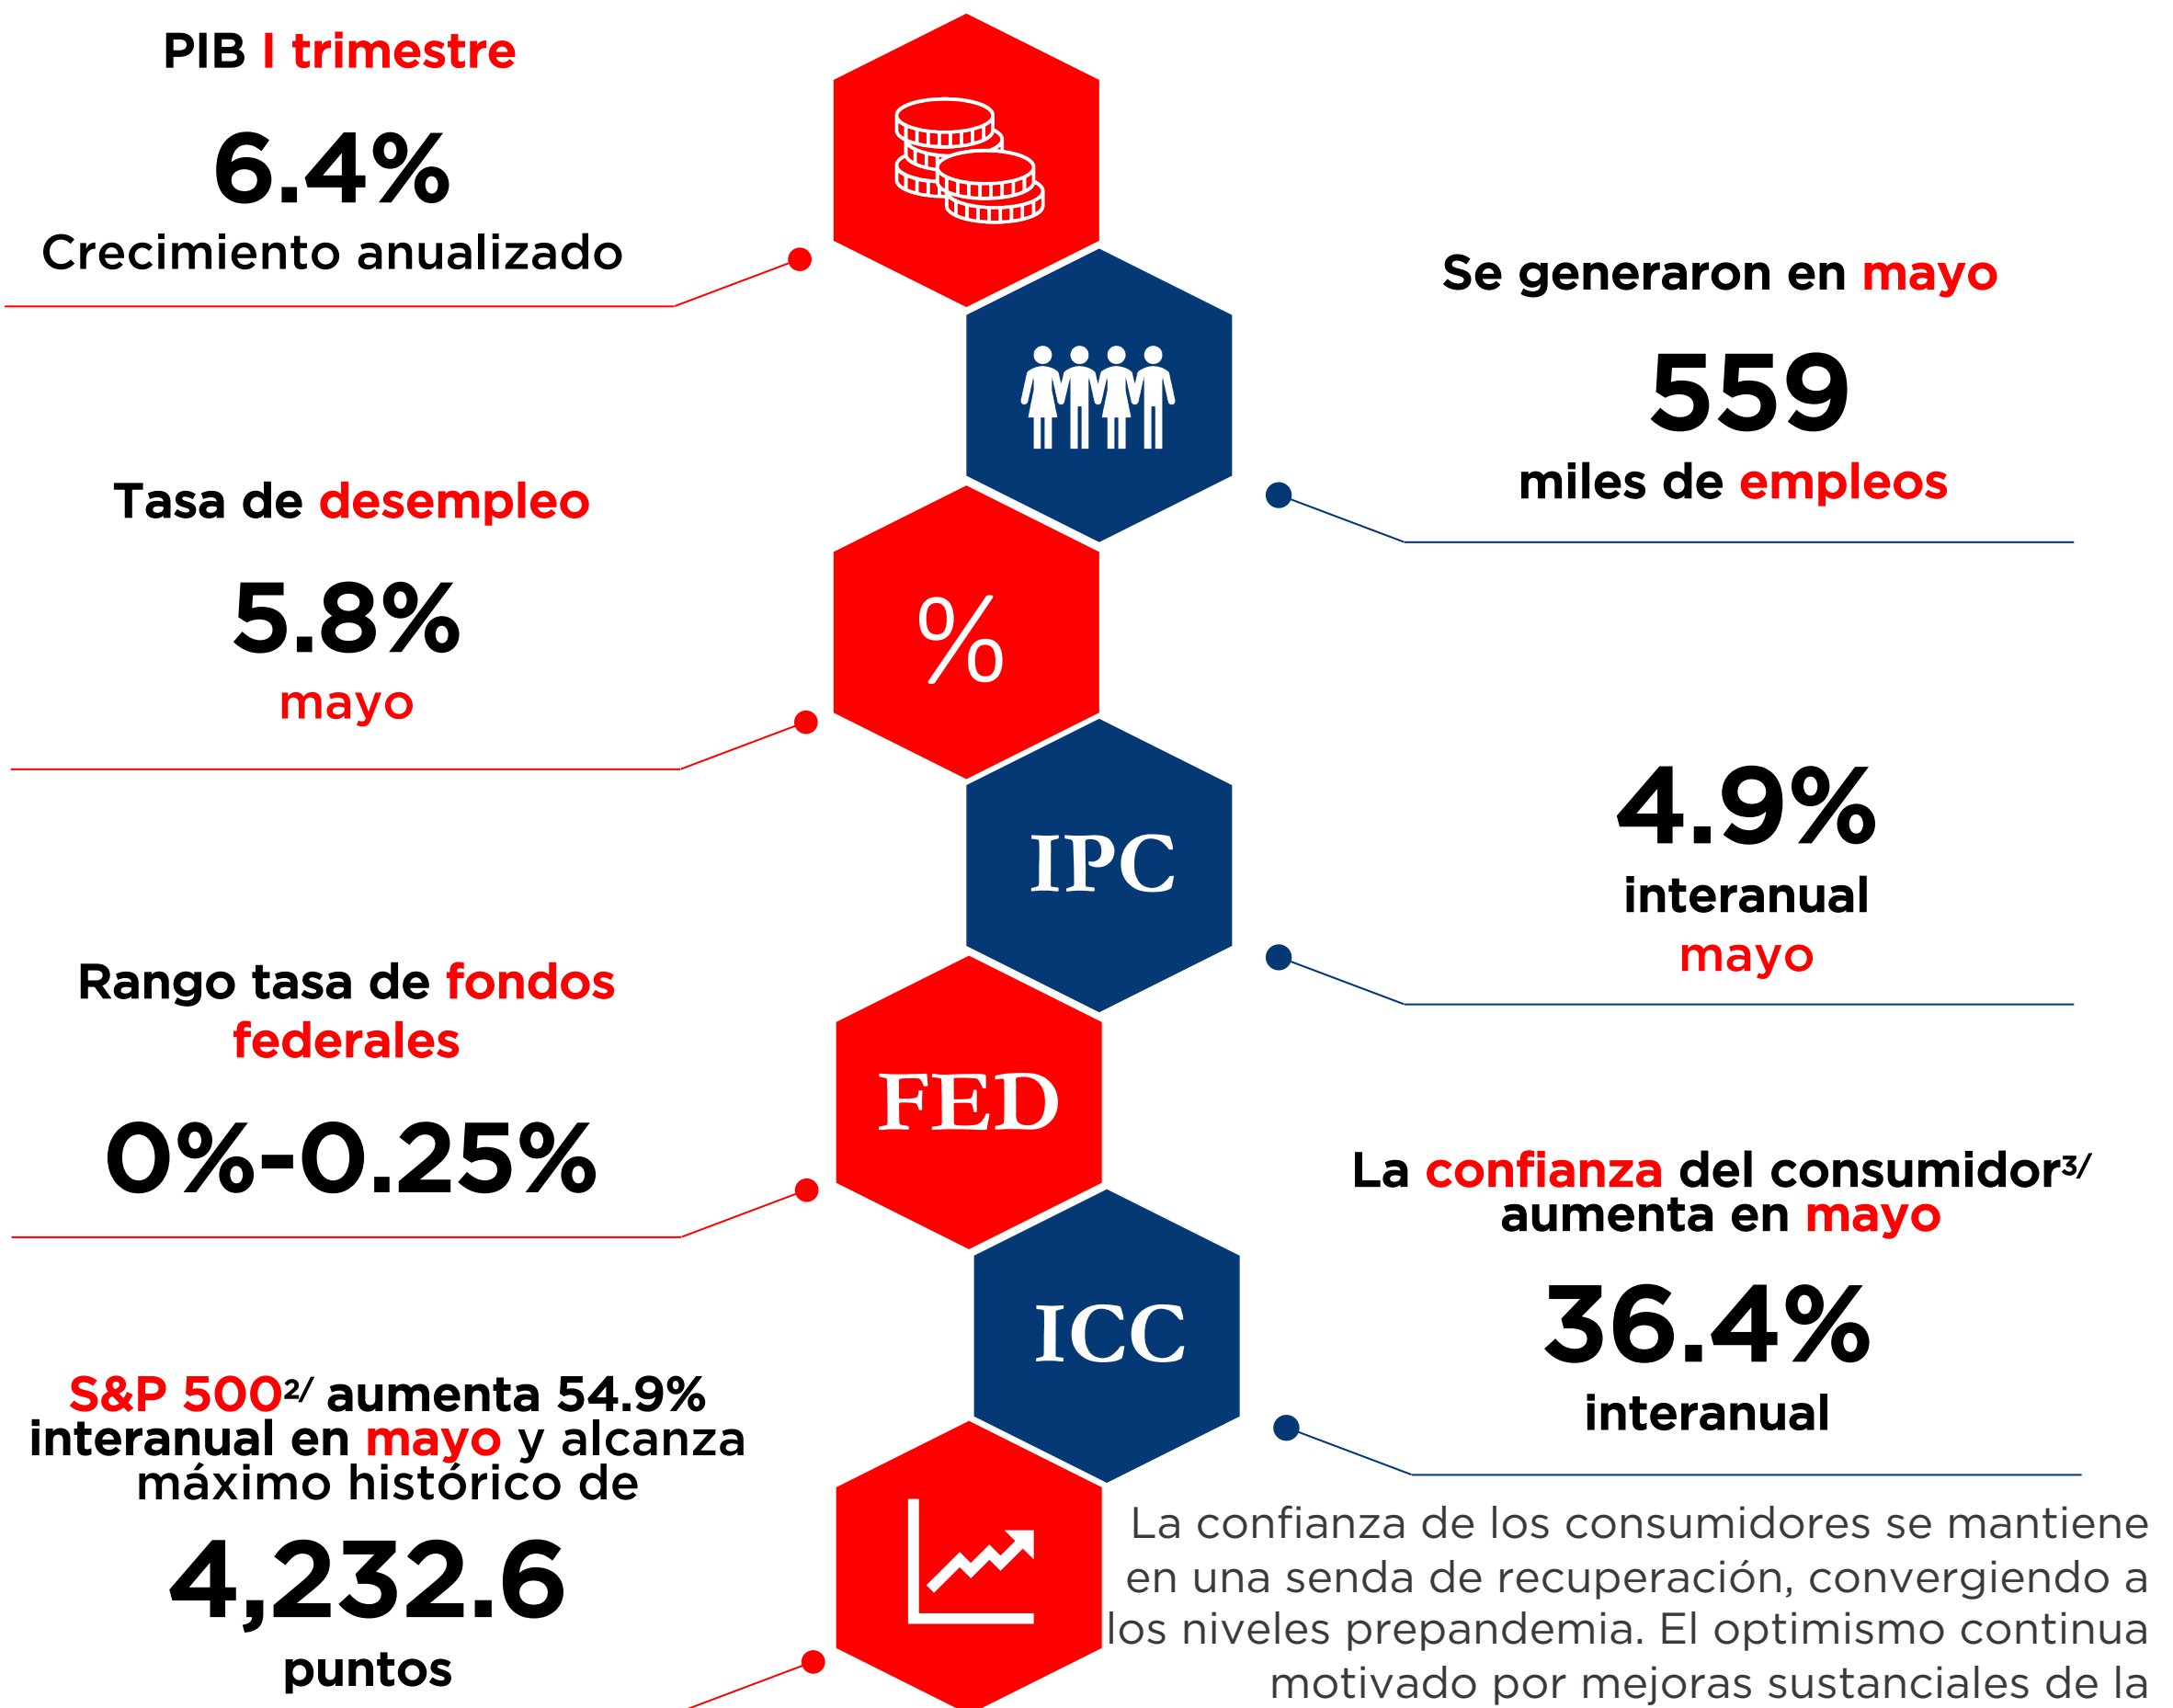 PIB I trimestre
6.4%
Crecimiento anualizado
Se generaron en mayo
559
miles de empleos
Tasa de desempleo
5.8%
mayo
%
IPC
4.9%
interanual
mayo
Rango tasa de fondos
federales
0%-0.25%
FED
La confianza del consumidor3/
aumenta en mayo
36.4%
interanual
ICC
S&P 5002/ aumenta 54.9%
interanual en mayo y alcanza
máximo histórico de
4,232.6
puntos
La confianza de los consumidores se mantiene
en una senda de recuperación, convergiendo a
los niveles prepandemia. El optimismo continua
motivado por mejoras sustanciales de la